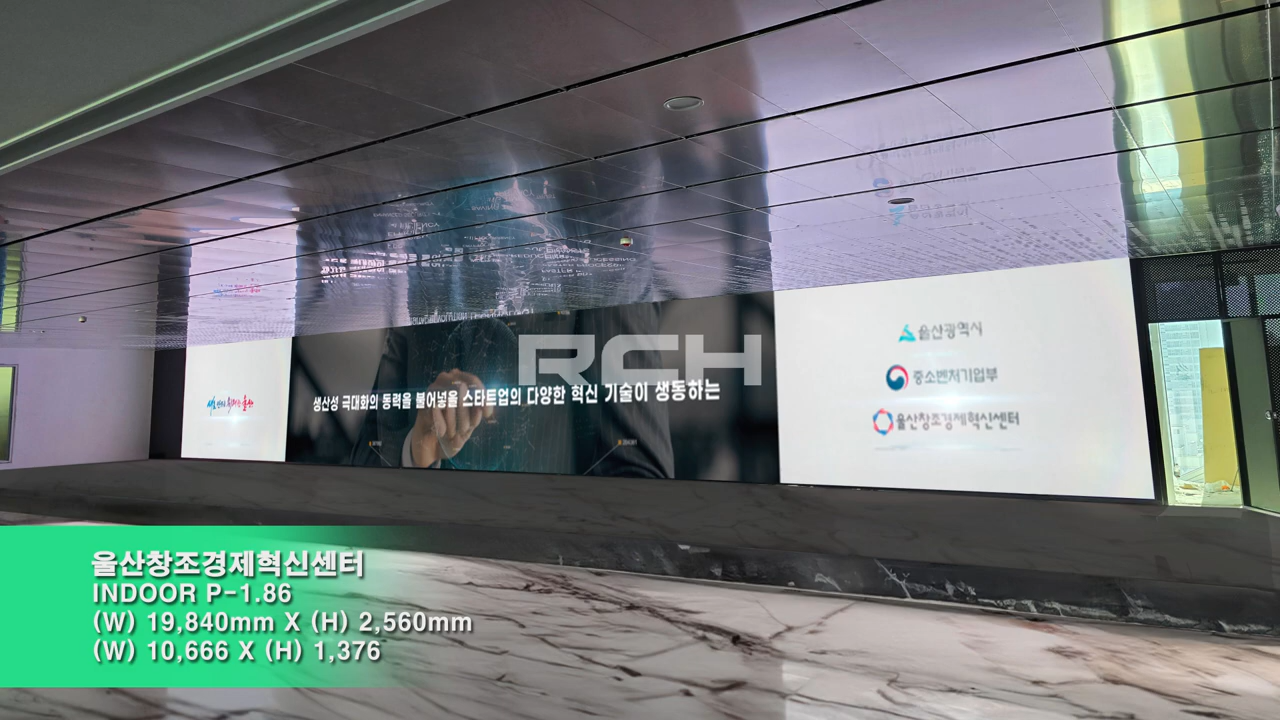 RCH
생산성 극대화의 동력을 불어넣을 스타트업의 다양한 혁신 기술이 생동하는
울산광역시
중소벤처기업부
울산창조경제혁신센터
울산창조경제혁신센터
INDOOR P-1.86
(W) 19,840mm X (H) 2,560mm
(W) 10,666 X (H) 1,376